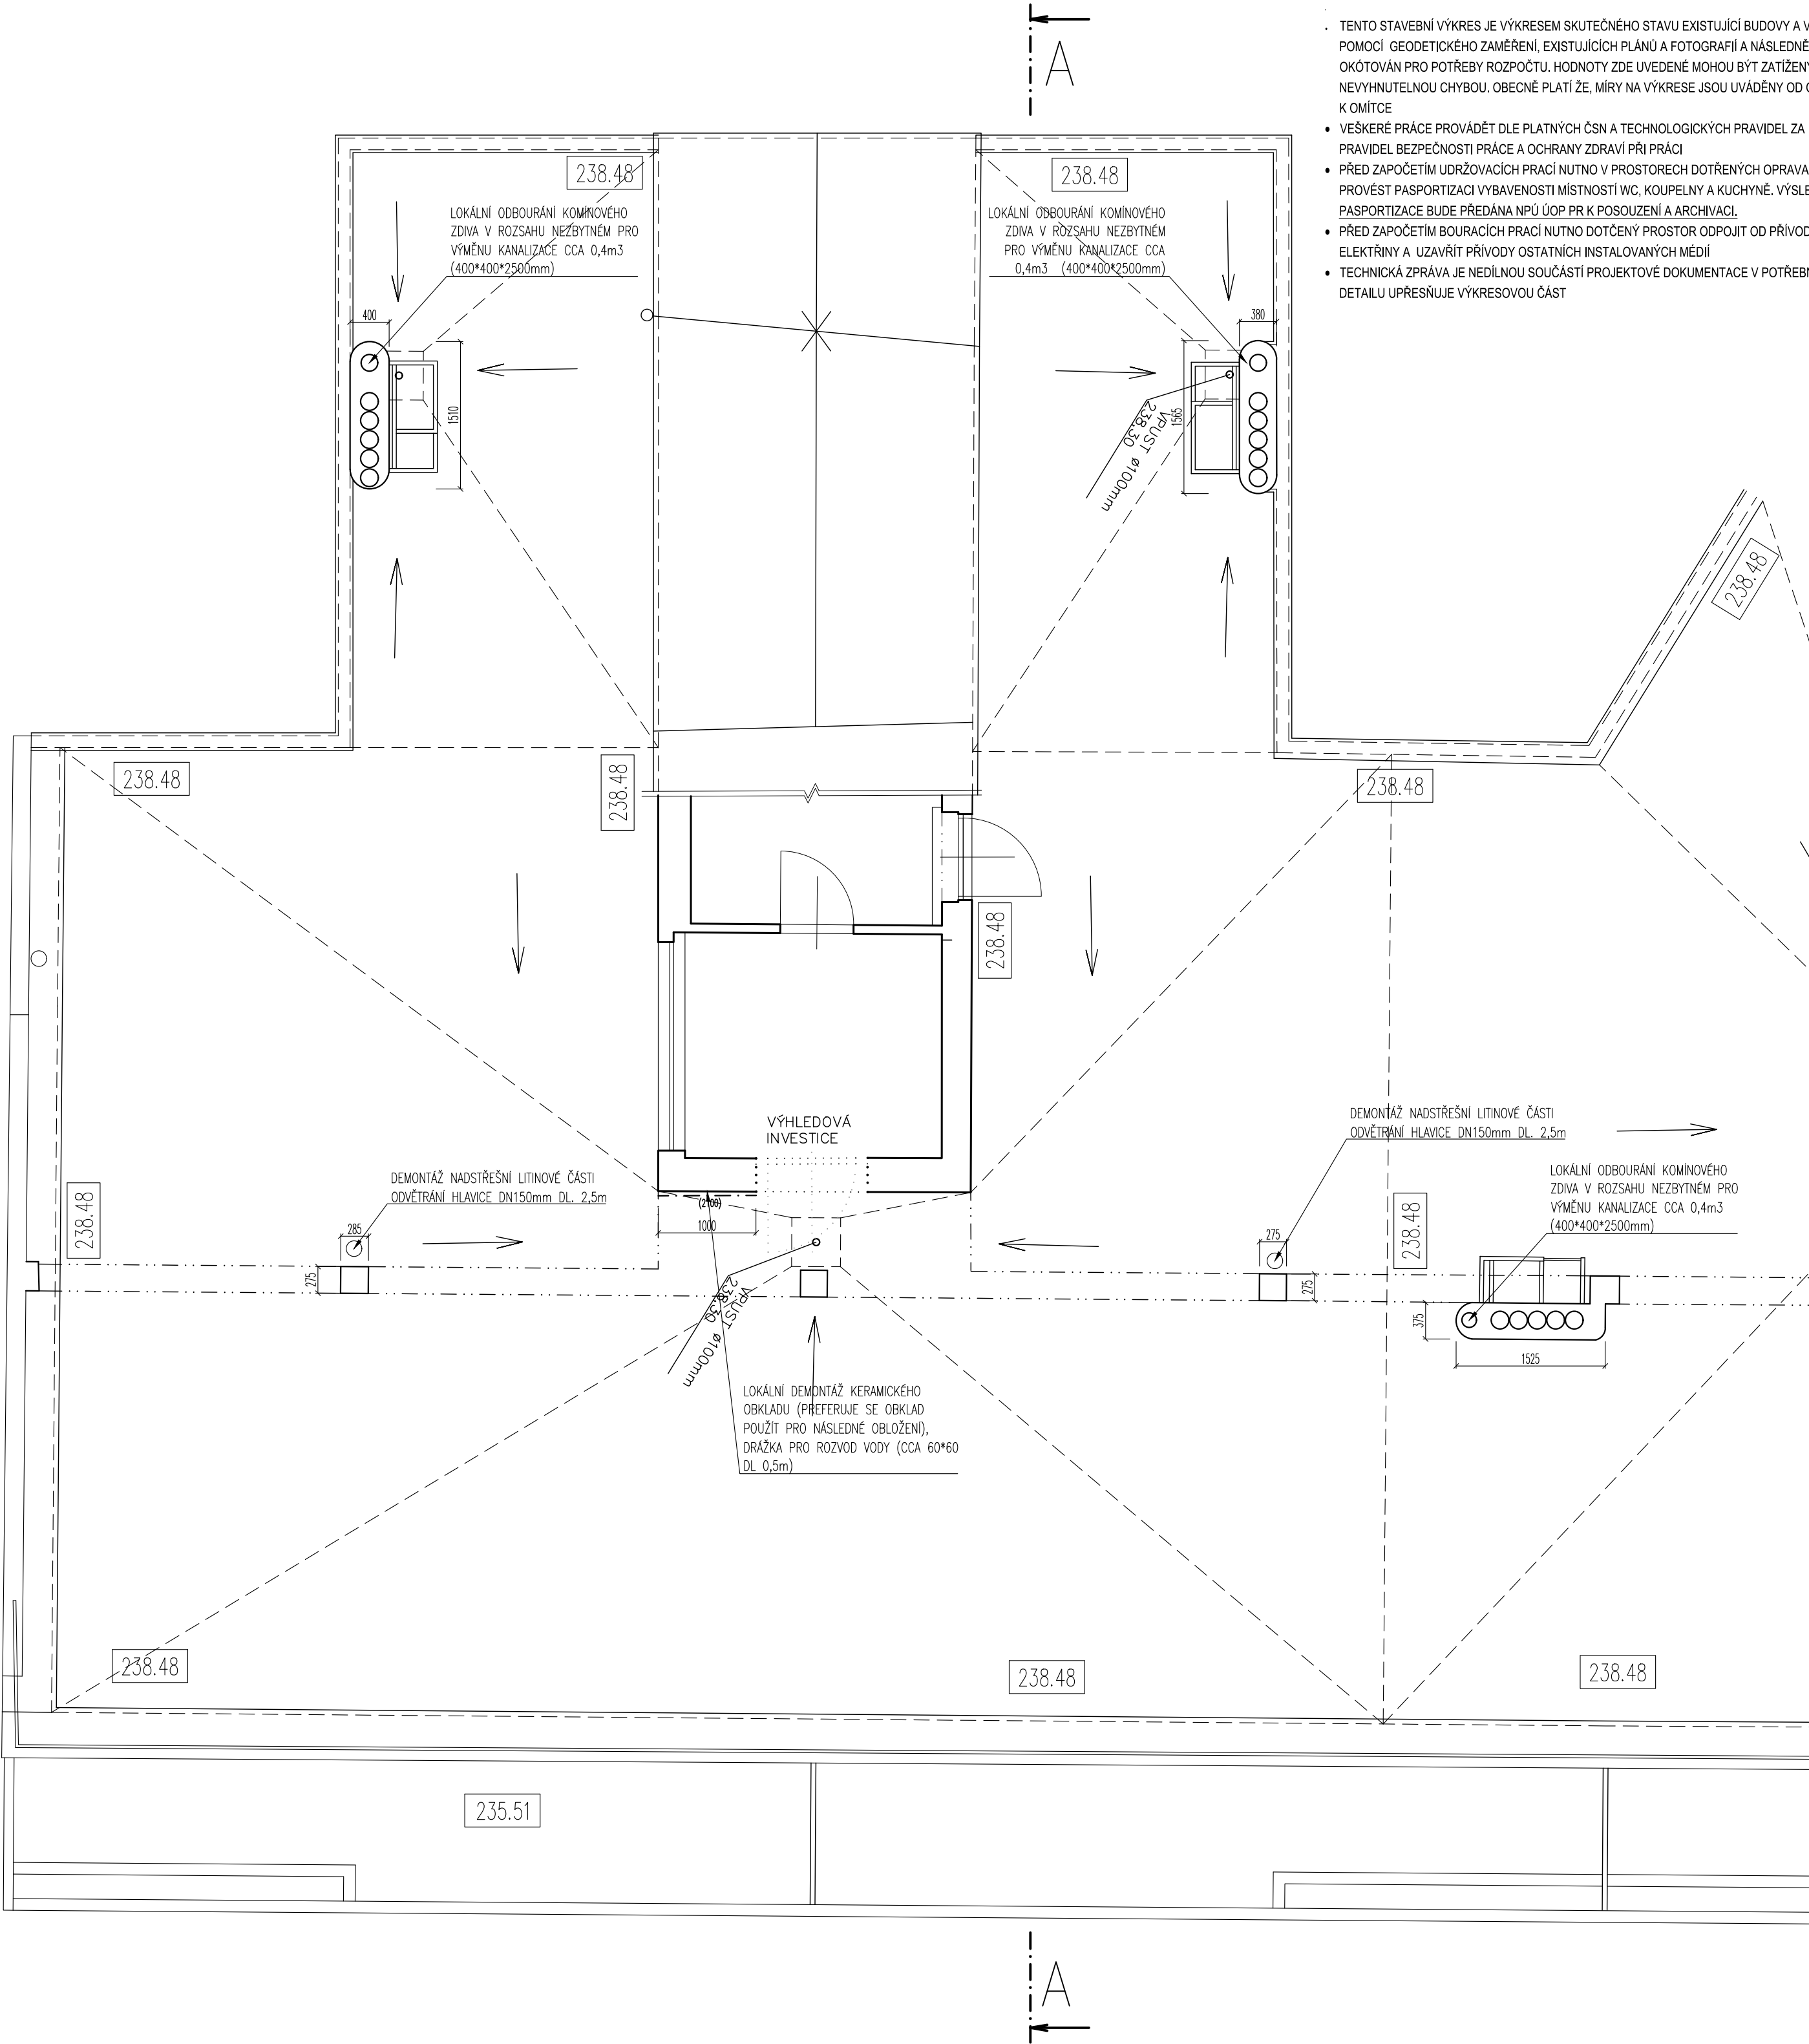 A
TENTO STAVEBNÍ VÝKRES JE VÝKRESEM SKUTEČNÉHO STAVU EXISTUJÍCÍ BUDOVY A V
POMOCÍ GEODETICKÉHO ZAMĚŘENÍ, EXISTUJÍCÍCH PLÁNŮ A FOTOGRAFIÍ A NÁSLEDNĚ
OKÓTOVÁN PRO POTŘEBY ROZPOČTU. HODNOTY ZDE UVEDENÉ MOHOU BÝT ZATÍŽENY
NEVYHNUTELNOU CHYBOU. OBECNĚ PLATÍ ŽE, MÍRY NA VÝKRESE JSOU UVÁDĚNY OD
K OMÍTCE
• VEŠKERÉ PRÁCE PROVÁDĚT DLE PLATNÝCH ČSN A TECHNOLOGICKÝCH PRAVIDEL ZA
PRAVIDEL BEZPEČNOSTI PRÁCE A OCHRANY ZDRAVÍ PŘI PRÁCI
• PŘED ZAPOČETÍM UDRŽOVACÍCH PRACÍ NUTNO V PROSTORECH DOTŘENÝCH OPRAVA
PROVÉST PASPORTIZACI VYBAVENOSTI MÍSTNOSTÍ WC, KOUPELNY A KUCHYNĚ. VÝSLE
PASPORTIZACE BUDE PŘEDÁNA NPÚ ÚOP PR K POSOUZENÍ A ARCHIVACI.
• PŘED ZAPOČETÍM BOURACÍCH PRACÍ NUTNO DOTČENÝ PROSTOR ODPOJIT OD PŘÍVOD
ELEKTŘINY A UZAVŘÍT PŘÍVODY OSTATNÍCH INSTALOVANÝCH MÉDIÍ
• TECHNICKÁ ZPRÁVA JE NEDÍLNOU SOUČÁSTÍ PROJEKTOVÉ DOKUMENTACE V POTŘEBN
DETAILU UPŘESŇUJE VÝKRESOVOU ČÁST
238.48
238.48
LOKÁLNÍ ODBOURÁNÍ KOMÍNOVÉHO
ZDIVA V ROZSAHU NEZBYTNÉM PRO
VÝMĚNU KANALIZACE CCA 0,4m3
(400*400*2500mm)
LOKÁLNÍ ODBOURÁNÍ KOMÍNOVÉHO
ZDIVA V ROZSAHU NEZBYTNÉM
PRO VÝMĚNU KANALIZACE CCA
0,4m3 (400*400*2500mm)
400
380
1510
1565
VPUST ø100mm
238.30
238.48
238.48
238.48
238.48
238.48
VÝHLEDOVÁ
INVESTICE
DEMONTÁŽ NADSTŘEŠNÍ LITINOVÉ ČÁSTI
ODVĚTRÁNÍ HLAVICE DN150mm DL. 2,5m
DEMONTÁŽ NADSTŘEŠNÍ LITINOVÉ ČÁSTI
ODVĚTRÁNÍ HLAVICE DN150mm DL. 2,5m
LOKÁLNÍ ODBOURÁNÍ KOMÍNOVÉHO
ZDIVA V ROZSAHU NEZBYTNÉM PRO
VÝMĚNU KANALIZACE CCA 0,4m3
(400*400*2500mm)
238.48
238.48
(2100)
1000
285
275
275
275
375
1525
VPUST ø100mm
238.30
LOKÁLNÍ DEMONTÁŽ KERAMICKÉHO
OBKLADU (PREFERUJE SE OBKLAD
POUŽÍT PRO NÁSLEDNÉ OBLOŽENÍ),
DRÁŽKA PRO ROZVOD VODY (CCA 60*60
DL 0,5m)
238.48
238.48
238.48
235.51
A